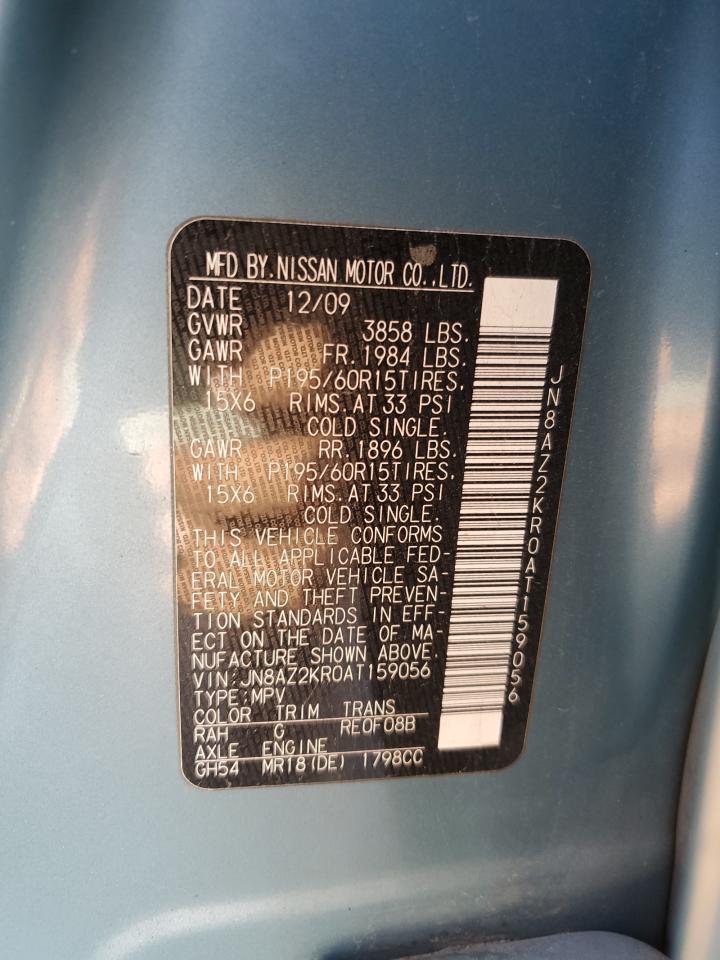 MFD BY.NISSAN MOTOR CO.,LTD.
DATE 12/09
GVWR 3858 LBS.
GAWR FR.1984 LBS.
WITH P195/60R15TIRES.
15X6 RIMS.AT 33 PSI
COLD SINGLE.
GAWR RR.1896 LBS.
WITH P195/60R15TIRES.
15X6 RIMS.AT 33 PSI
COLD SINGLE.
THIS VEHICLE CONFORMS
TO ALL APPLICABLE FED-
ERAL MOTOR VEHICLE SA-
FETY AND THEFT PREVEN-
TION STANDARDS IN EFF-
ECT ON THE DATE OF MA-
NUFACTURE SHOWN ABOVE.
VIN:JN8AZ2KR0AT159056
TYPE:MPV
COLOR TRIM TRANS
RAH G RE0F08B
AXLE ENGINE
GH54 MR18(DE) 1798CC
JN8AZ2KR0AT159056